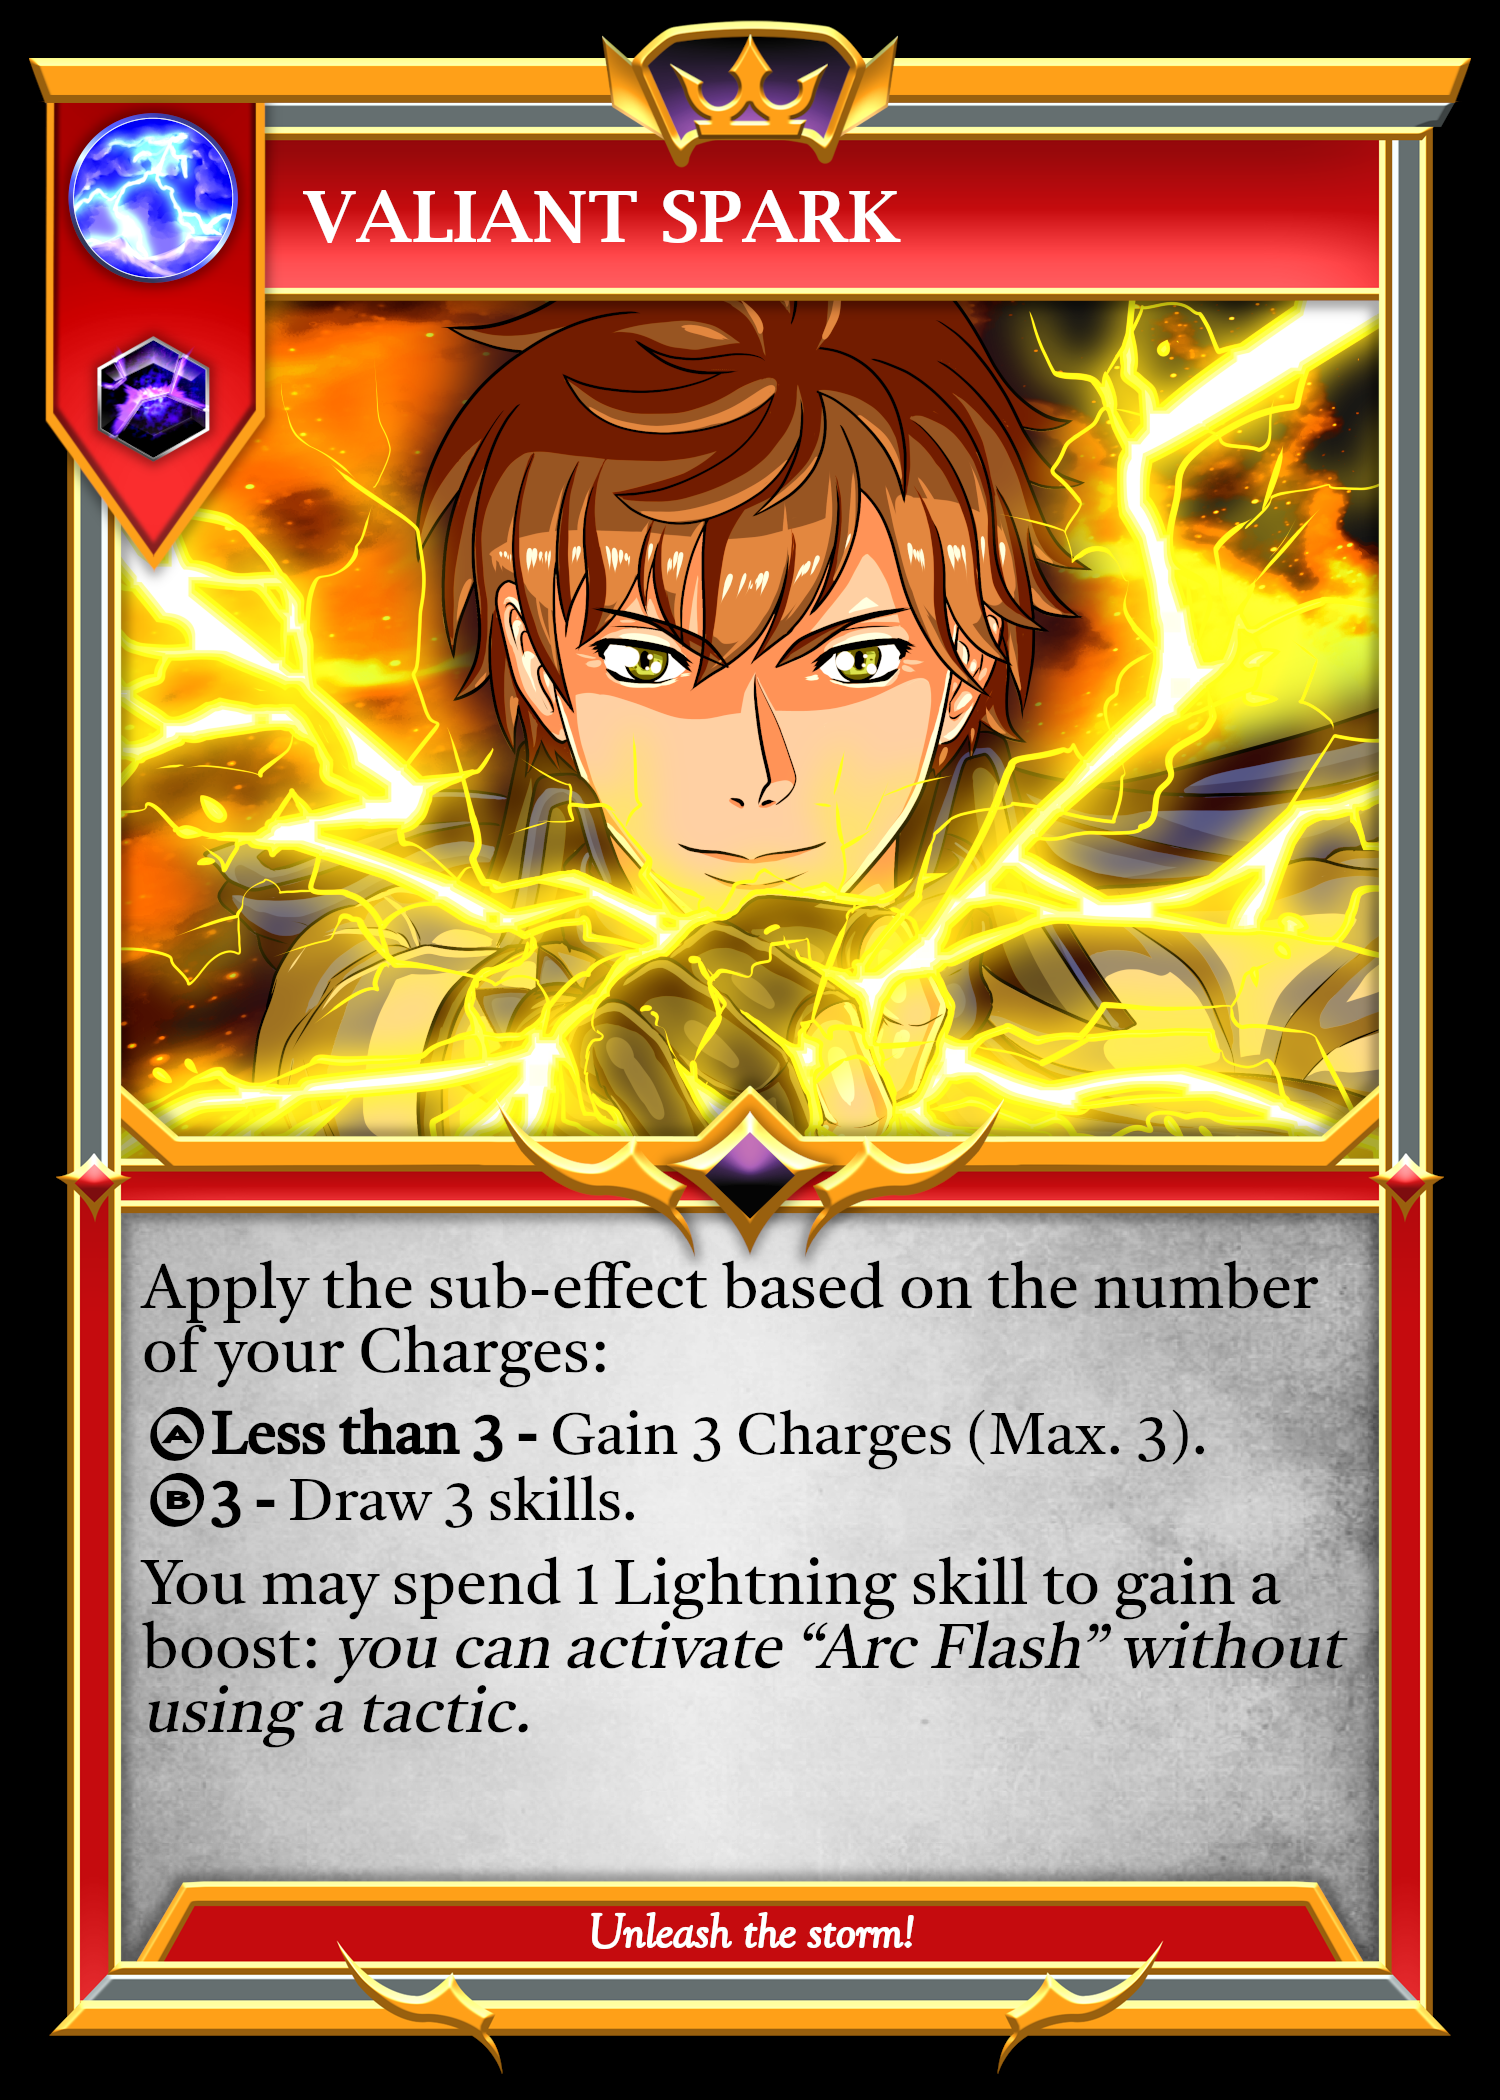 VALIANT SPARK
Apply the sub-effect based on the number
of your Charges:
Ⓐ Less than 3 - Gain 3 Charges (Max. 3).
Ⓑ 3 - Draw 3 skills.
You may spend 1 Lightning skill to gain a
boost: you can activate “Arc Flash” without
using a tactic.
Unleash the storm!